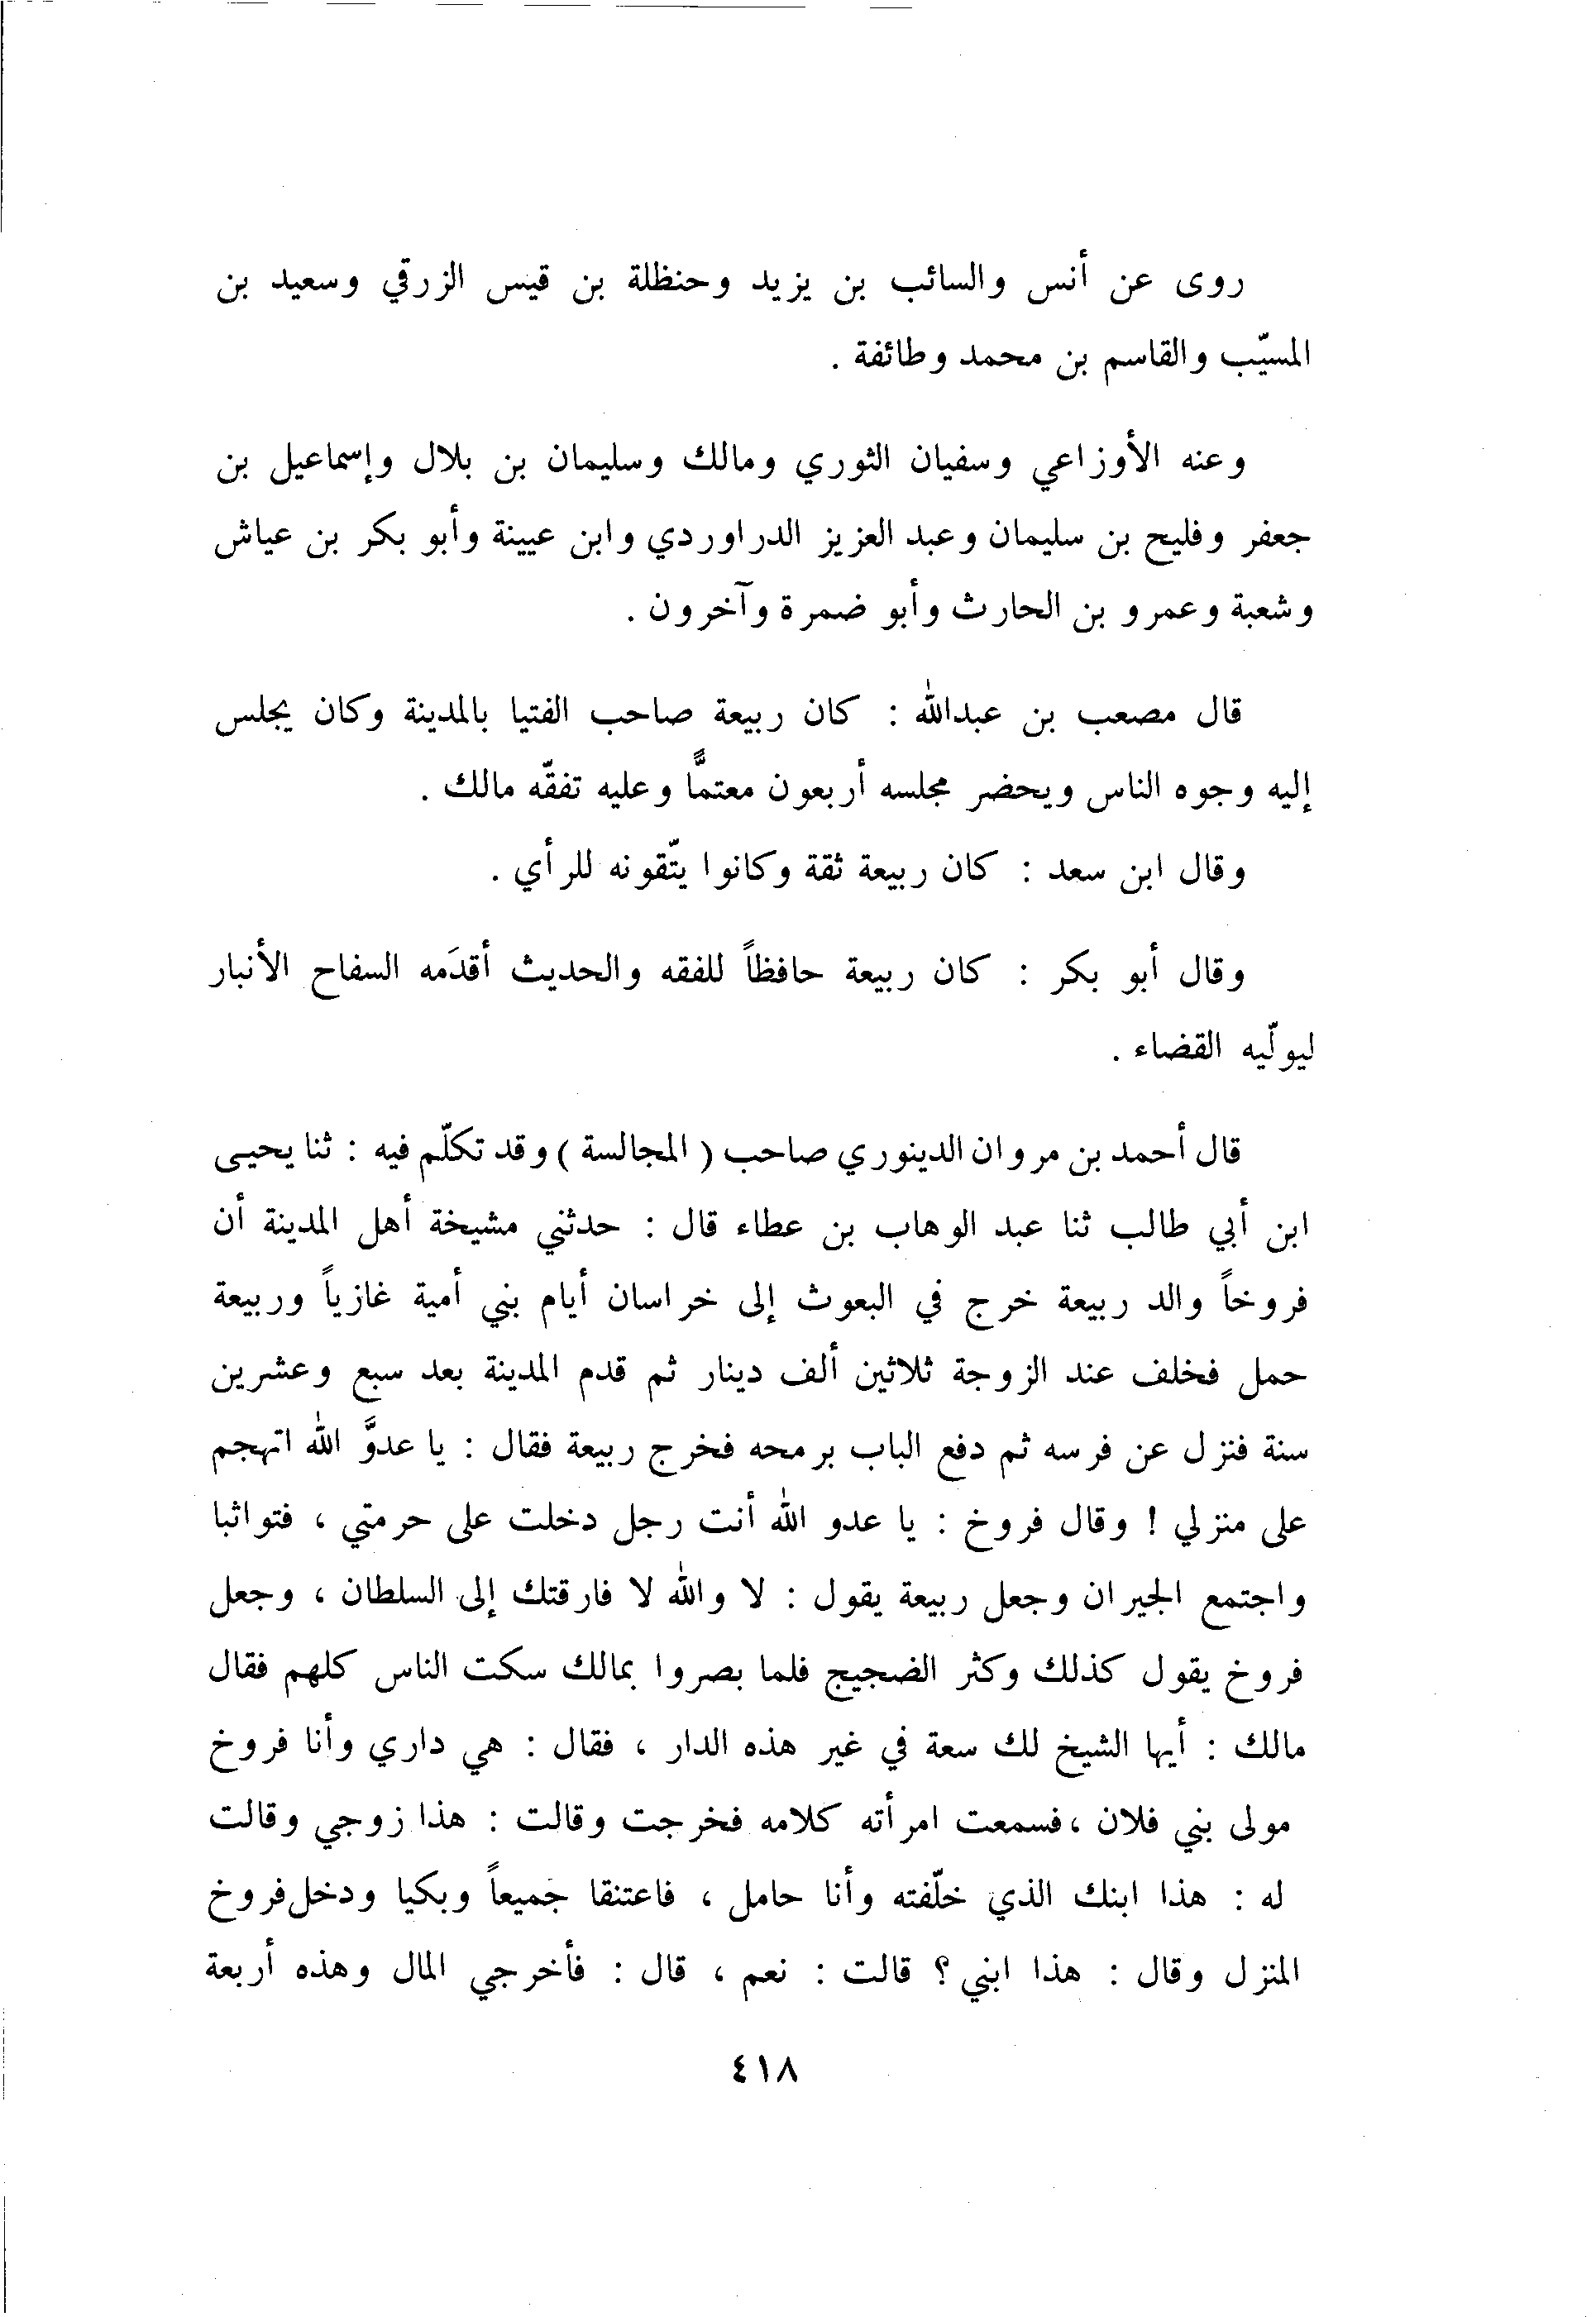 روى عن أنس والسائب بن يزيد وحنظلة بن قيس الزرقي وسعيد بن
المسيّب والقاسم بن محمد وطائفة .
وعنه الأوزاعي وسفيان الثوري ومالك وسليمان بن بلال وإسماعيل بن
جعفر وفليح بن سليمان وعبد العزيز الدراوردي وابن عيينة وأبو بكر بن عياش
وشعبة وعمرو بن الحارث وأبو ضمرة وآخرون .
قال مصعب بن عبدالله : كان ربيعة صاحب الفتيا بالمدينة وكان يجلس
إليه وجوه الناس ويحضر مجلسه أربعون معتمًّا وعليه تفقّه مالك .
وقال ابن سعد : كان ربيعة ثقة وكانوا يتّقونه للرأي .
وقال أبو بكر : كان ربيعة حافظاً للفقه والحديث أقدَمه السفاح الأنبار
ليولّيه القضاء .
قال أحمد بن مروان الدينوري صاحب ( المجالسة ) وقد تكلّم فيه : ثنا يحيى
ابن أبي طالب ثنا عبد الوهاب بن عطاء قال : حدثني مشيخة أهل المدينة أن
فروخاً والد ربيعة خرج في البعوث إلى خراسان أيام بني أمية غازياً وربيعة
حمل فخلف عند الزوجة ثلاثين ألف دينار ثم قدم المدينة بعد سبع وعشرين
سنة فنزل عن فرسه ثم دفع الباب برمحه فخرج ربيعة فقال : يا عدوَّ الله اتهجم
على منزلي ! وقال فروخ : يا عدو الله أنت رجل دخلت على حرمتي ، فتواثبا
واجتمع الجيران وجعل ربيعة يقول : لا والله لا فارقتك إلى السلطان ، وجعل
فروخ يقول كذلك وكثر الضجيج فلما بصروا بمالك سكت الناس كلهم فقال
مالك : أيها الشيخ لك سعة في غير هذه الدار ، فقال : هي داري وأنا فروخ
مولى بني فلان ، فسمعت امرأته كلامه فخرجت وقالت : هذا زوجي وقالت
له : هذا ابنك الذي خلّفته وأنا حامل ، فاعتنقا جميعاً وبكيا ودخل فروخ
المنزل وقال : هذا ابني ؟ قالت : نعم ، قال : فأخرجي المال وهذه أربعة
٤١٨